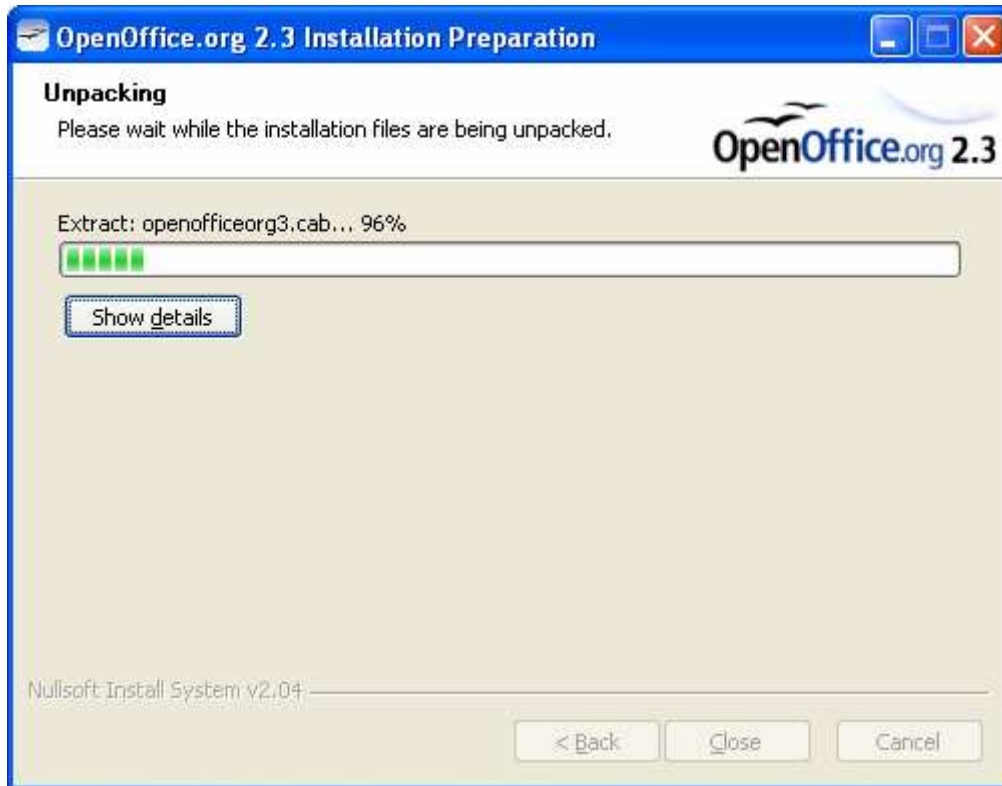 OpenOffice.org 2.3 Installation Preparation
Unpacking
Please wait while the installation files are being unpacked.
OpenOffice.org 2.3
Extract: openofficeorg3.cab... 96%
Show details
Nullsoft Install System v2.04
< Back
Close
Cancel